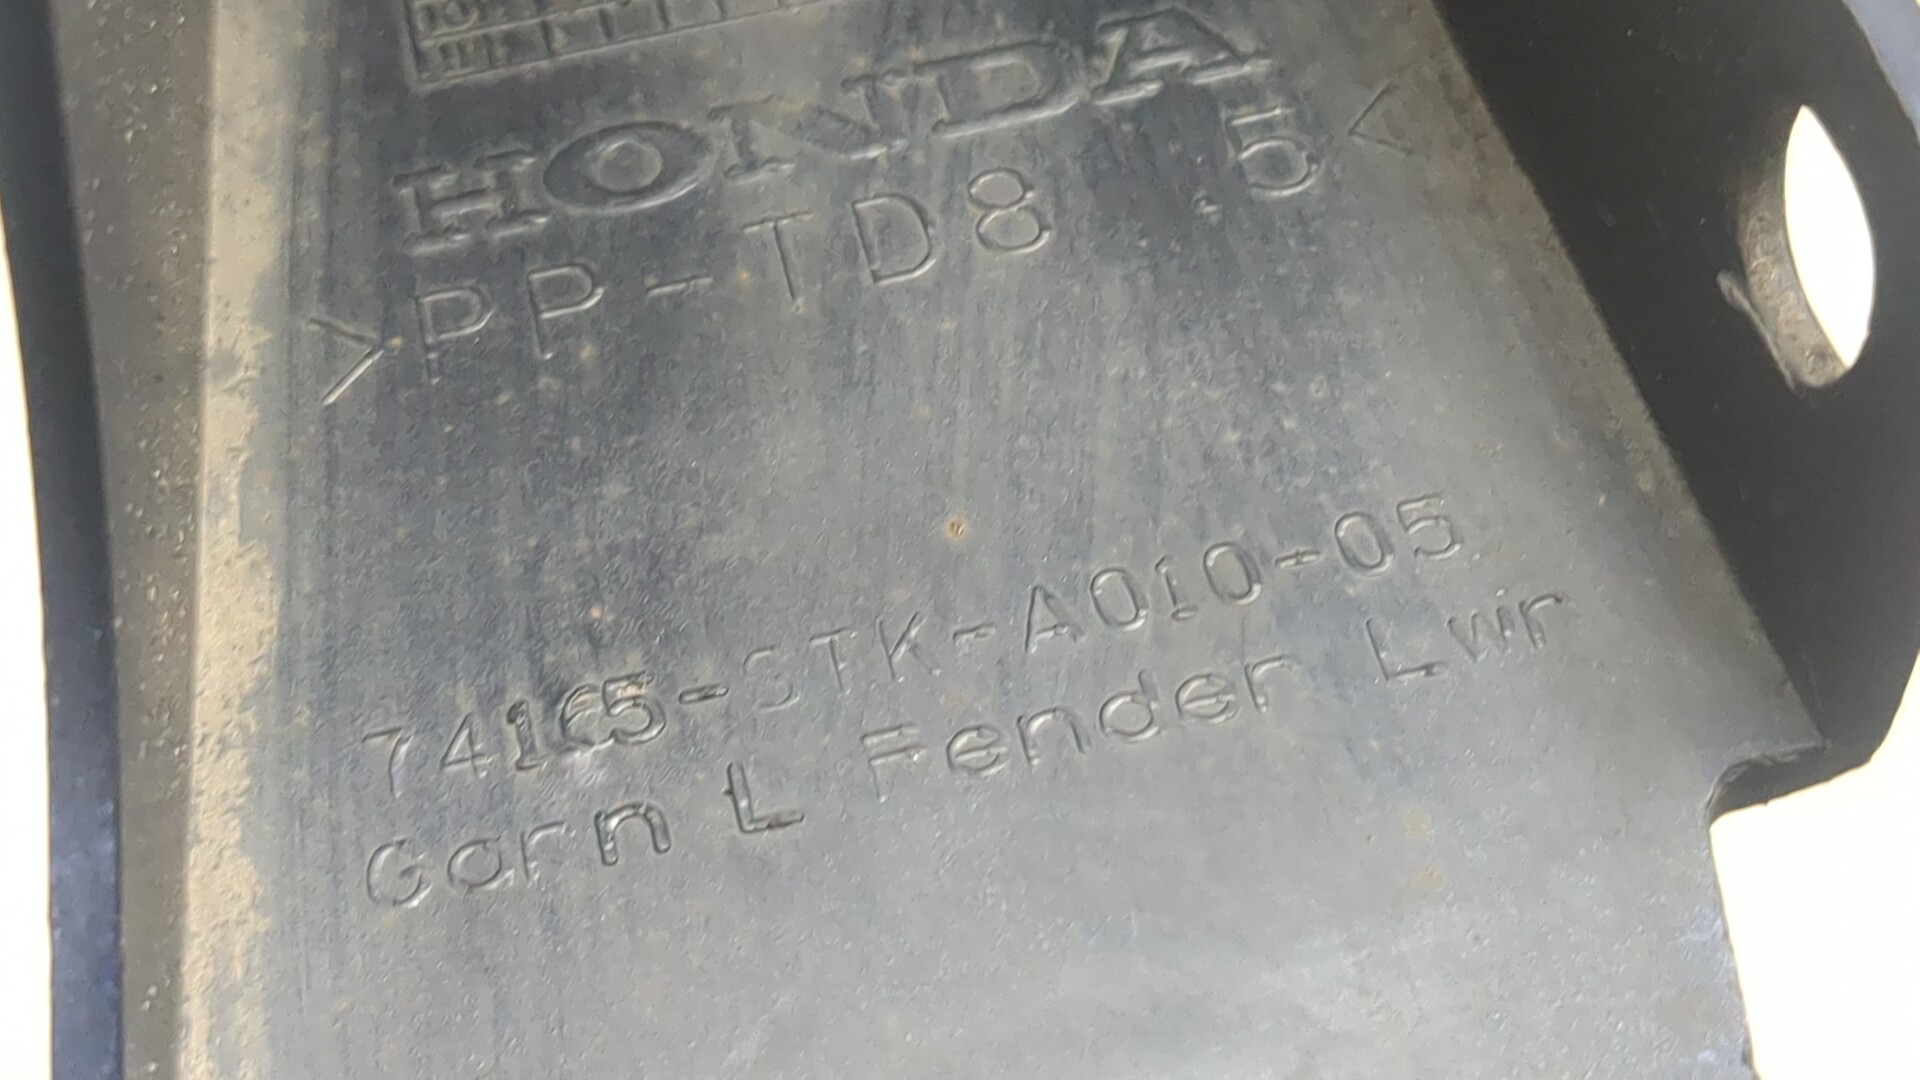 HONDA
>PP-TD8.5<
74165-STK-A010-05
Garn L Fender Lwr